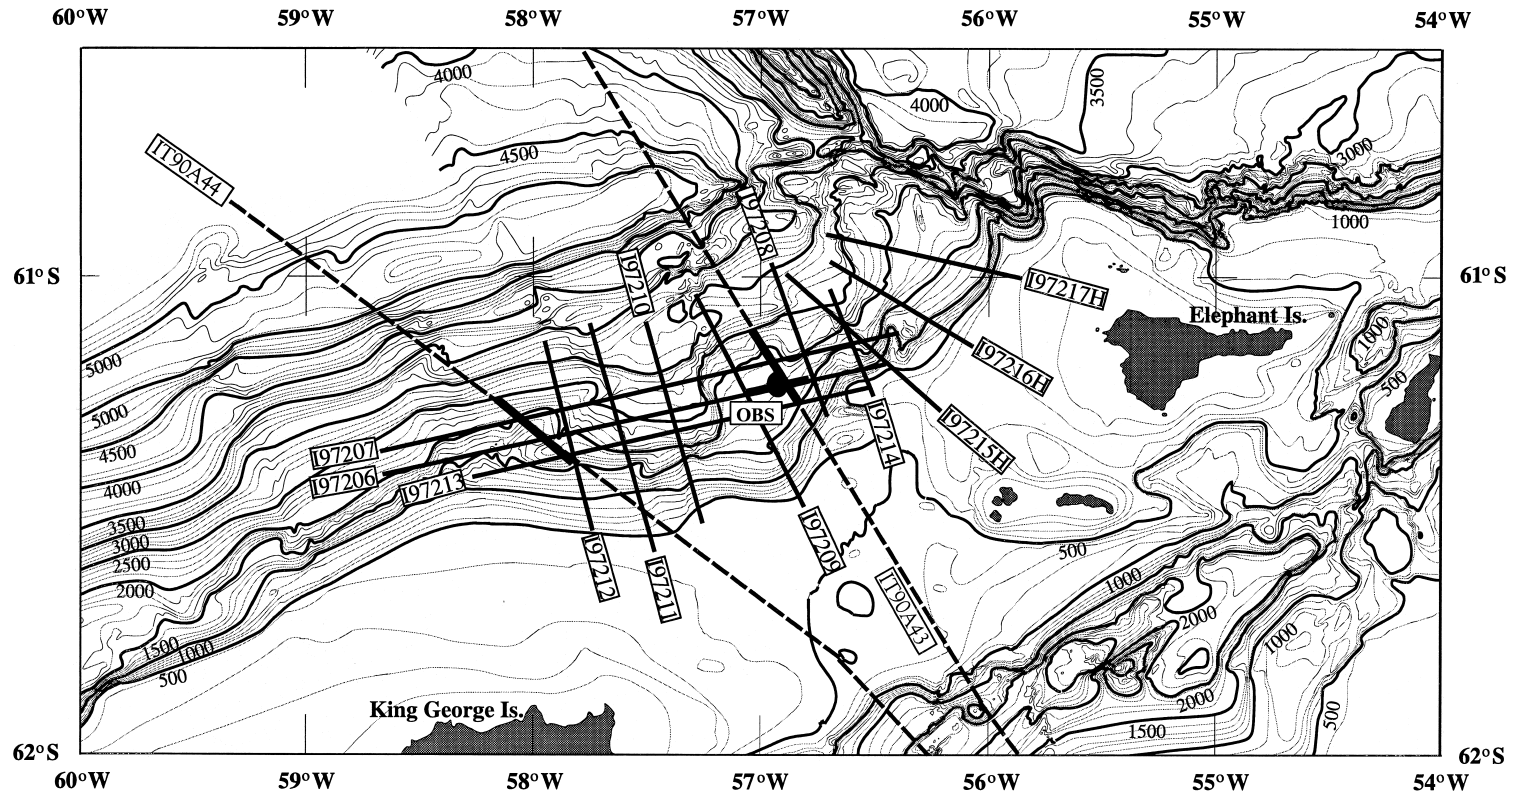 60°W 59°W 58°W 57°W 56°W 55°W 54°W
4000
4000
3500
4500
3000
IT90A44
1000
I97208
61°S
61°S
I97210
I97217H
Elephant Is.
1000
5000
I97216H
500
5000
OBS
I97214
I97215H
4500
I97207
I97206
I97213
4000
3500
3000
I97209
500
2500
I97212
I97211
2000
1000
IT90A43
2000
1500
1000
1000
500
2000
King George Is.
500
1500
62°S
62°S
60°W 59°W 58°W 57°W 56°W 55°W 54°W